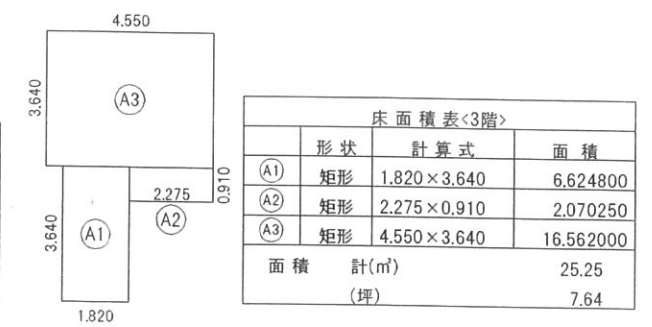 4.550
3.640
A3
0.910
2.275
A2
3.640
A1
1.820
床面積表<3階>
形状 計算式 面積
A1 矩形 1.820×3.640 6.624800
A2 矩形 2.275×0.910 2.070250
A3 矩形 4.550×3.640 16.562000
面積 計(㎡) 25.25
(坪) 7.64